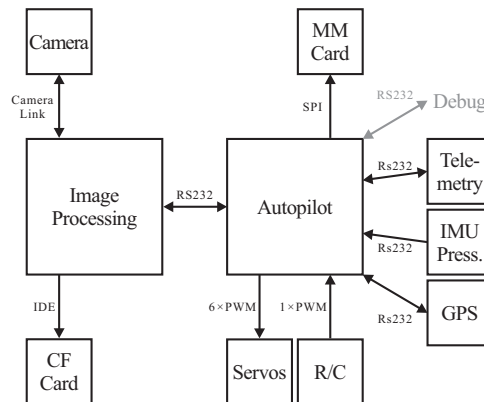 Camera
MM
Card
Camera
Link
SPI
RS232
Debug
Image
Processing
RS232
Autopilot
Rs232
Tele-
metry
Rs232
IMU
Press.
Rs232
GPS
IDE
6×PWM
1×PWM
CF
Card
Servos
R/C